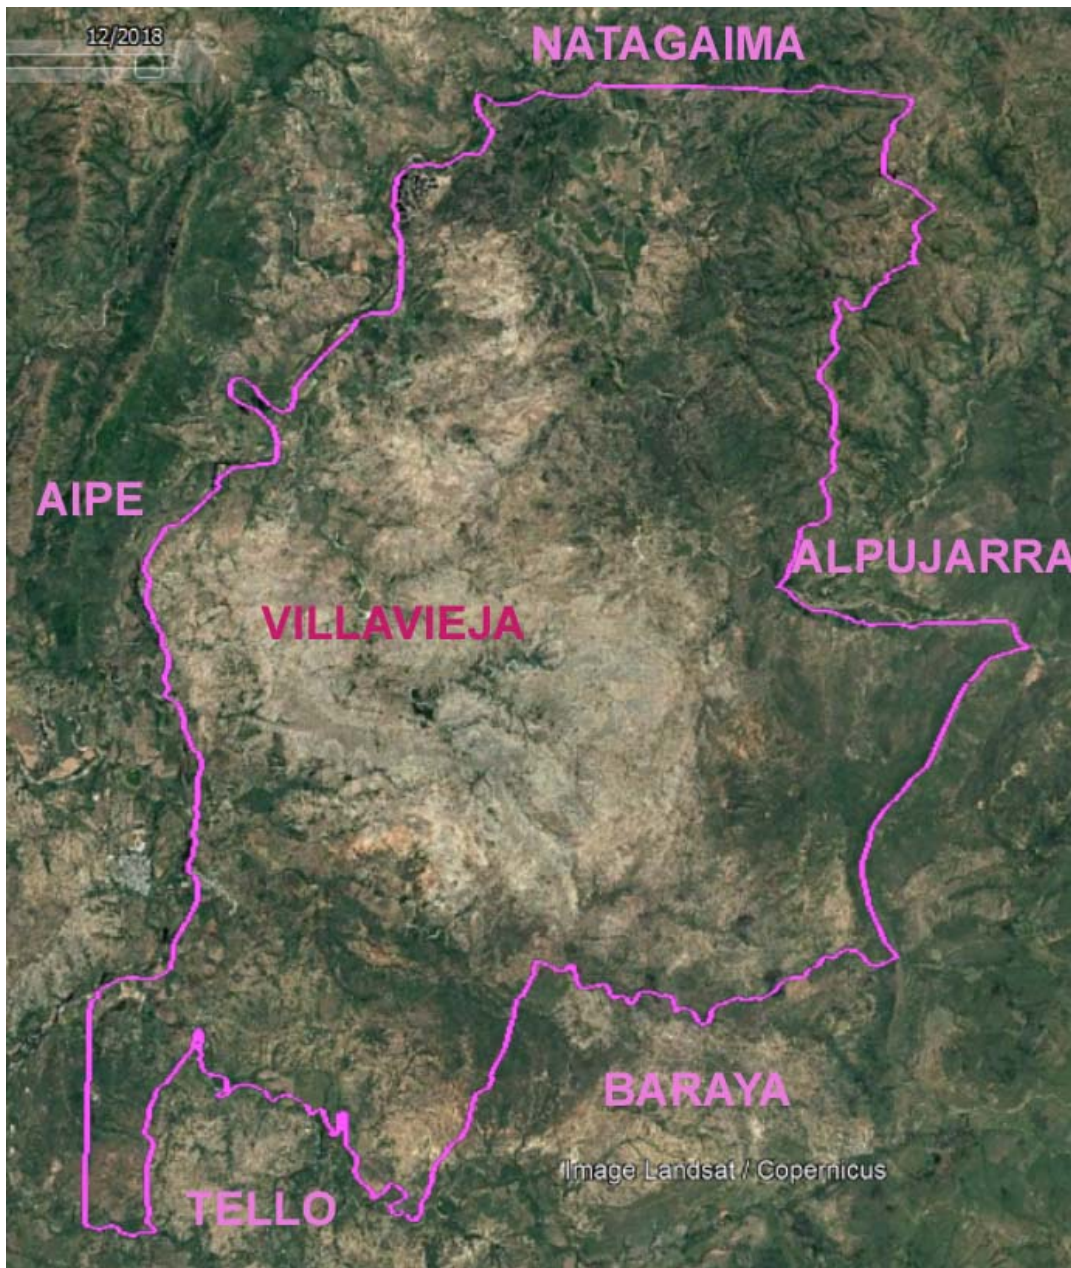 12/2018
NATAGAIMA
AIPE
ALPUJARRA
VILLAVIEJA
BARAYA
Image Landsat / Copernicus
TELLO